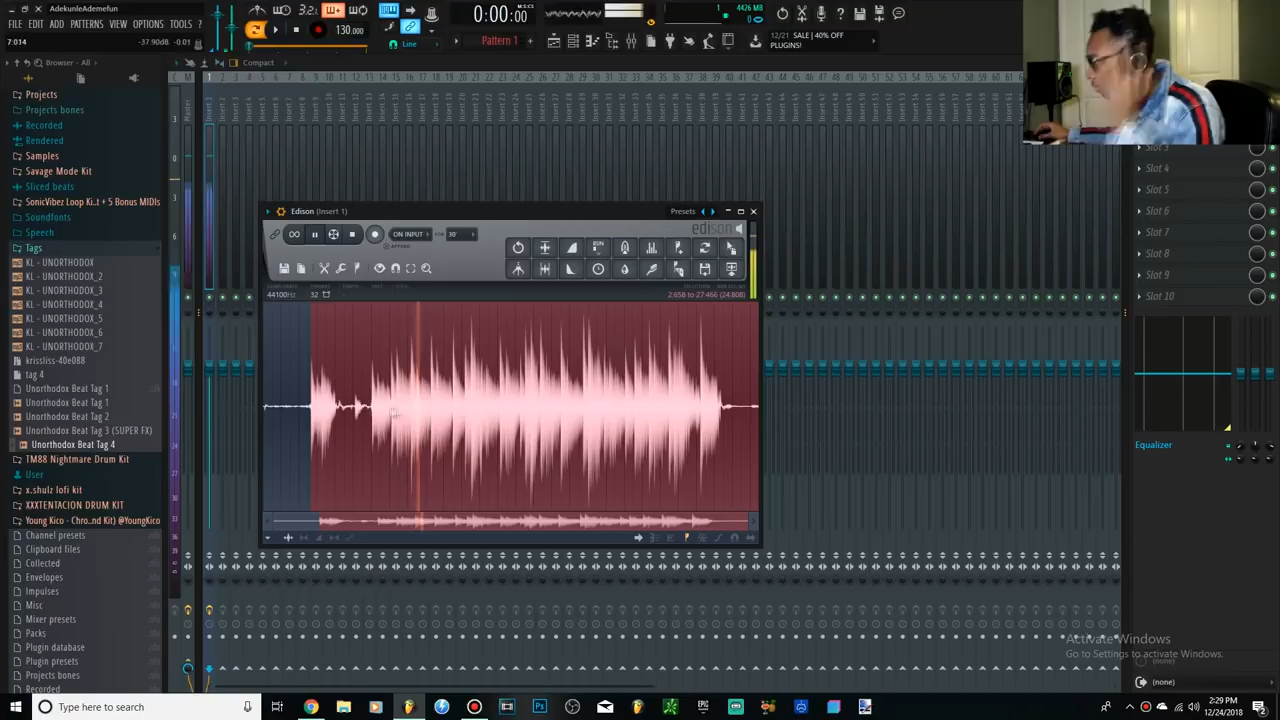 AdekunleAdemefun
FILE EDIT ADD PATTERNS VIEW OPTIONS TOOLS ?
7:014 -37.90dB -0.01
130.000
Line
0:00:00
M:S:CS
Pattern 1
1
4426 MB
0
12/21 SALE | 40% OFF
PLUGINS!
Browser - All
Compact
Projects
Projects bones
Recorded
Rendered
Samples
Savage Mode Kit
Sliced beats
SonicVibez Loop Ki..t + 5 Bonus MIDIs
Soundfonts
Speech
Tags
KL - UNORTHODOX
KL - UNORTHODOX_2
KL - UNORTHODOX_3
KL - UNORTHODOX_4
KL - UNORTHODOX_5
KL - UNORTHODOX_6
KL - UNORTHODOX_7
krissliss-40e088
tag 4
Unorthodox Beat Tag 1
Unorthodox Beat Tag 1
Unorthodox Beat Tag 2
Unorthodox Beat Tag 3 (SUPER FX)
Unorthodox Beat Tag 4
TM88 Nightmare Drum Kit
User
x.shulz lofi kit
XXXTENTACION DRUM KIT
Young Kico - Chro...nd Kit) @YoungKico
Channel presets
Clipboard files
Collected
Envelopes
Impulses
Misc
Mixer presets
Packs
Plugin database
Plugin presets
Projects bones
Recorded
Edison (Insert 1)
Presets
edison
ON INPUT
FOR
30'
APPEND
44100Hz
32
2:658 to 27:466 (24:808)
Slot 3
Slot 4
Slot 5
Slot 6
Slot 7
Slot 8
Slot 9
Slot 10
Equalizer
Activate Windows
Go to Settings to activate Windows.
(none)
(none)
Type here to search
2:29 PM
12/24/2018